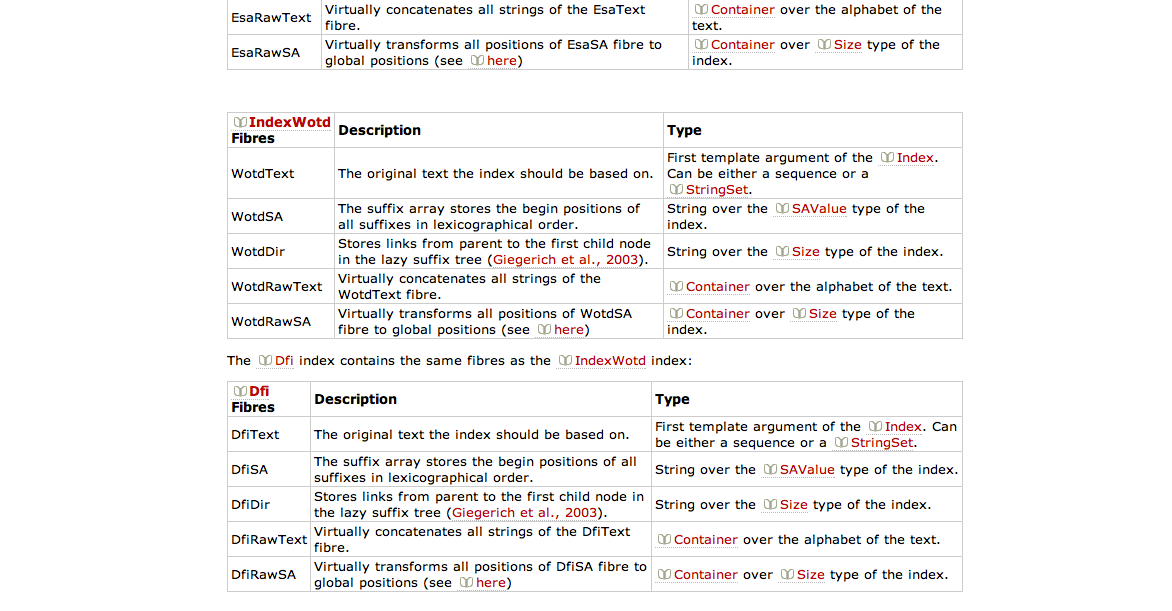 EsaRawText
Virtually concatenates all strings of the EsaText
fibre.
Container over the alphabet of the
text.
EsaRawSA
Virtually transforms all positions of EsaSA fibre to
global positions (see here)
Container over Size type of the
index.
IndexWotd
Fibres
Description
Type
WotdText
The original text the index should be based on.
First template argument of the Index.
Can be either a sequence or a
StringSet.
WotdSA
The suffix array stores the begin positions of
all suffixes in lexicographical order.
String over the SAValue type of the
index.
WotdDir
Stores links from parent to the first child node
in the lazy suffix tree (Giegerich et al., 2003).
String over the Size type of the index.
WotdRawText
Virtually concatenates all strings of the
WotdText fibre.
Container over the alphabet of the text.
WotdRawSA
Virtually transforms all positions of WotdSA
fibre to global positions (see here)
Container over Size type of the
index.
The Dfi index contains the same fibres as the IndexWotd index:
Dfi
Fibres
Description
Type
DfiText
The original text the index should be based on.
First template argument of the Index. Can
be either a sequence or a StringSet.
DfiSA
The suffix array stores the begin positions of all
suffixes in lexicographical order.
String over the SAValue type of the index.
DfiDir
Stores links from parent to the first child node in
the lazy suffix tree (Giegerich et al., 2003).
String over the Size type of the index.
DfiRawText
Virtually concatenates all strings of the DfiText
fibre.
Container over the alphabet of the text.
DfiRawSA
Virtually transforms all positions of DfiSA fibre to
global positions (see here)
Container over Size type of the index.